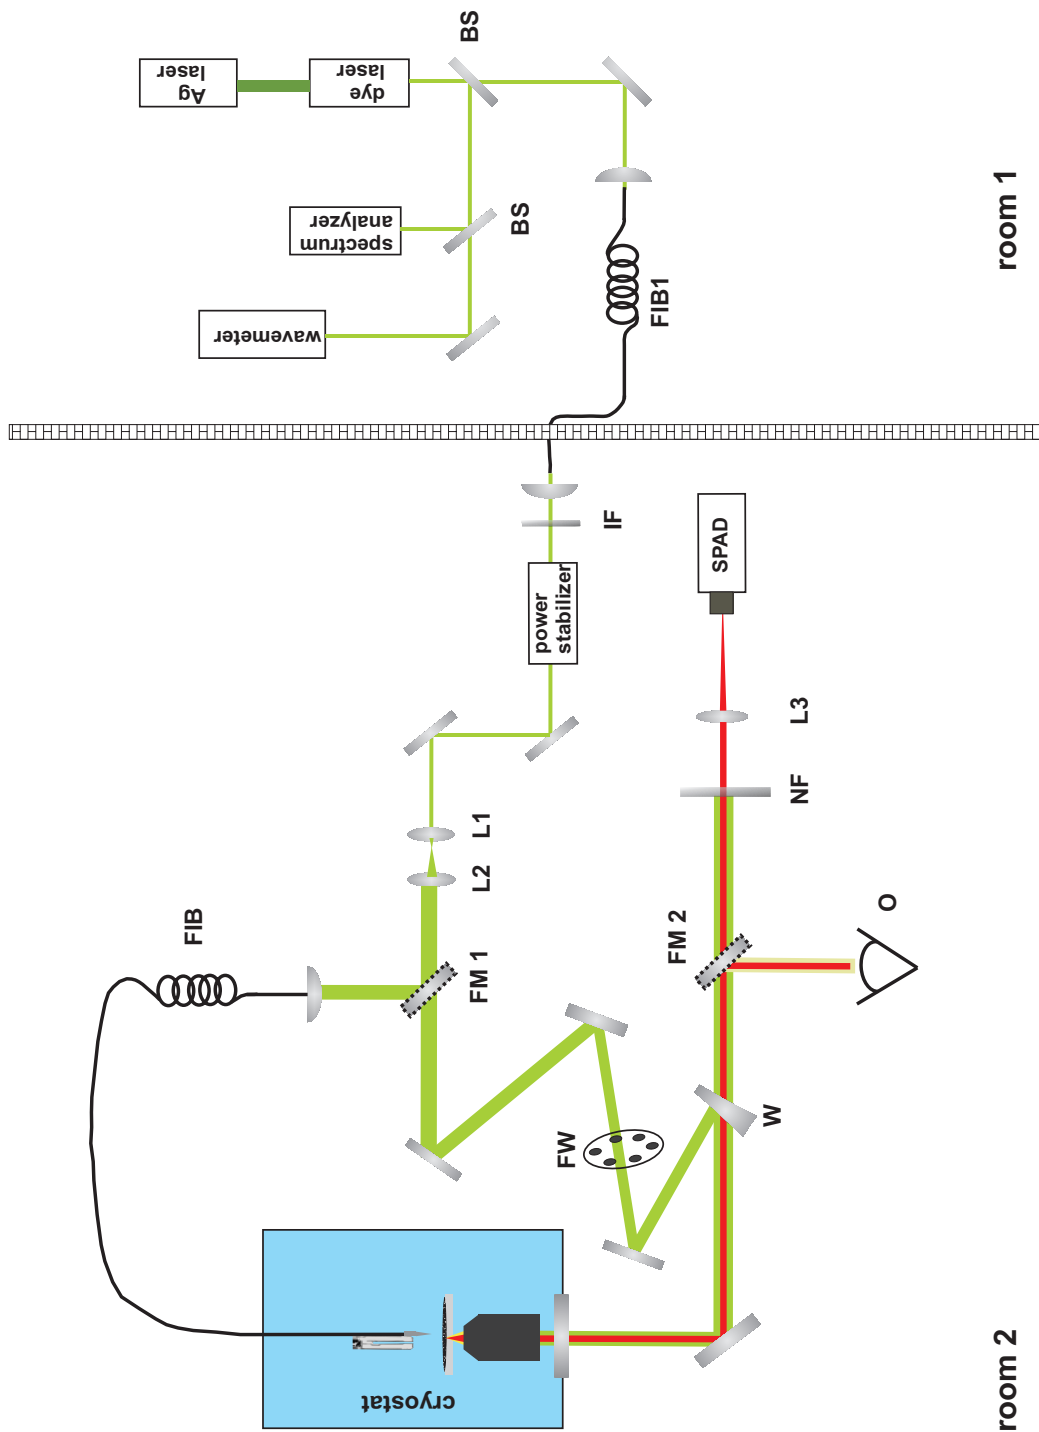 Ag
laser
dye
laser
BS
spectrum
analyzer
BS
wavemeter
FIB1
room 1
IF
power
stabilizer
SPAD
L1
L2
L3
NF
FIB
FM 1
FM 2
O
FW
W
cryostat
room 2